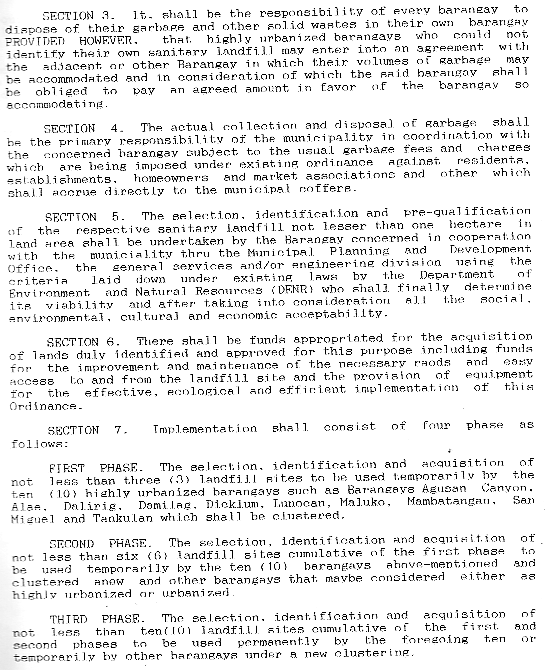 SECTION 3. It. shall be the responsibility of every barangay to
dispose of their garbage and other solid wastes in their own barangay
PROVIDED HOWEVER, that highly urbanized barangays who could not
identify their own sanitary landfill may enter into an agreement with
the adjacent or other Barangay in which their volumes of garbage may
be accommodated and in consideration of which the said barangay shall
be obliged to pay an agreed amount in favor of the barangay so
accommodating.
SECTION 4. The actual collection and disposal of garbage shall
be the primary responsibility of the municipality in coordination with
the concerned barangay subject to the usual garbage fees and charges
which are being imposed under existing ordinance against residents,
establishments, homeowners and market associations and other which
shall accrue directly to the municipal coffers.
SECTION 5. The selection, identification and pre-qualification
of the respective sanitary landfill not lesser than one hectare in
land area shall be undertaken by the Barangay concerned in cooperation
with the municiality thru the Municipal Planning and Development
Office, the general services and/or engineering division using the
criteria laid down under existing laws by the Department of
Environment and Natural Resources (DENR) who shall finally determine
its viability and after taking into consideration all the social,
environmental, cultural and economic acceptability.
SECTION 6. There shall be funds appropriated for the acquisition
of lands duly identified and approved for this purpose including funds
for the improvement and maintenance of the necessary raods and easy
access to and from the landfill site and the provision of equipment
for the effective, ecological and efficient implementation of this
Ordinance.
SECTION 7. Implementation shall consist of four phase as
follows:
FIRST PHASE. The selection, identification and acquisition of
not less than three (3) landfill sites to be used temporarily by the
ten (10) highly urbanized barangays such as Barangays Agusan Canyon,
Alae, Dalirig, Damilag, Dicklum, Lunocan, Maluko, Mambatangan, San
Miguel and Tankulan which shall be clustered.
SECOND PHASE. The selection, identification and acquisition of
not less than six (6) landfill sites cumulative of the first phase to
be used temporarily by the ten (10) barangays above-mentioned and
clustered anew and other barangays that maybe considered either as
highly urbanized or urbanized.
THIRD PHASE. The selection, identification and acquisition of
not less than ten(10) landfill sites cumulative of the first and
second phases to be used permanently by the foregoing ten or
temporarily by other barangays under a new clustering.